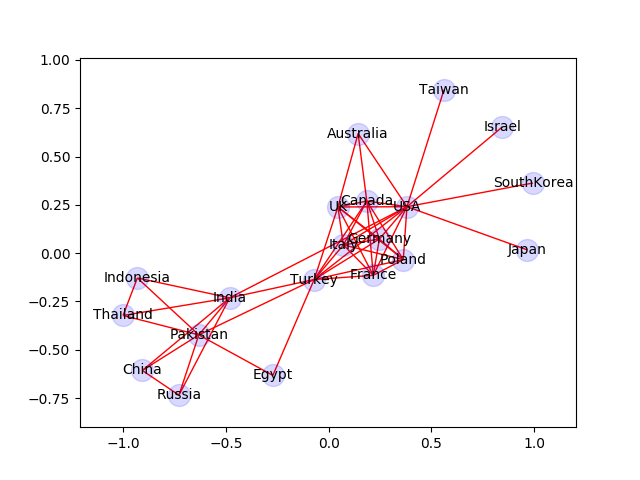 1.00
0.75
0.50
0.25
0.00
−0.25
−0.50
−0.75
−1.0
−0.5
0.0
0.5
1.0
Taiwan
Israel
Australia
SouthKorea
Canada
UK
USA
Germany
Italy
Japan
Poland
France
Turkey
Indonesia
India
Thailand
Pakistan
China
Egypt
Russia